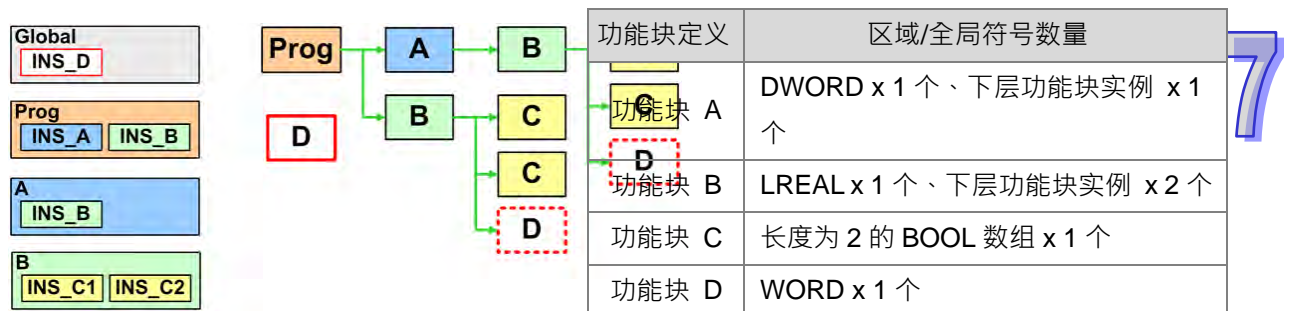 Global
INS_D
Prog
INS_A INS_B
A
INS_B
B
INS_C1 INS_C2
Prog A B
B C C
D C
D
D
功能块定义 区域/全局符号数量
功能块 A DWORD x 1 个、下层功能块实例 x 1
个
功能块 B LREAL x 1 个、下层功能块实例 x 2 个
功能块 C 长度为 2 的 BOOL 数组 x 1 个
功能块 D WORD x 1 个
7